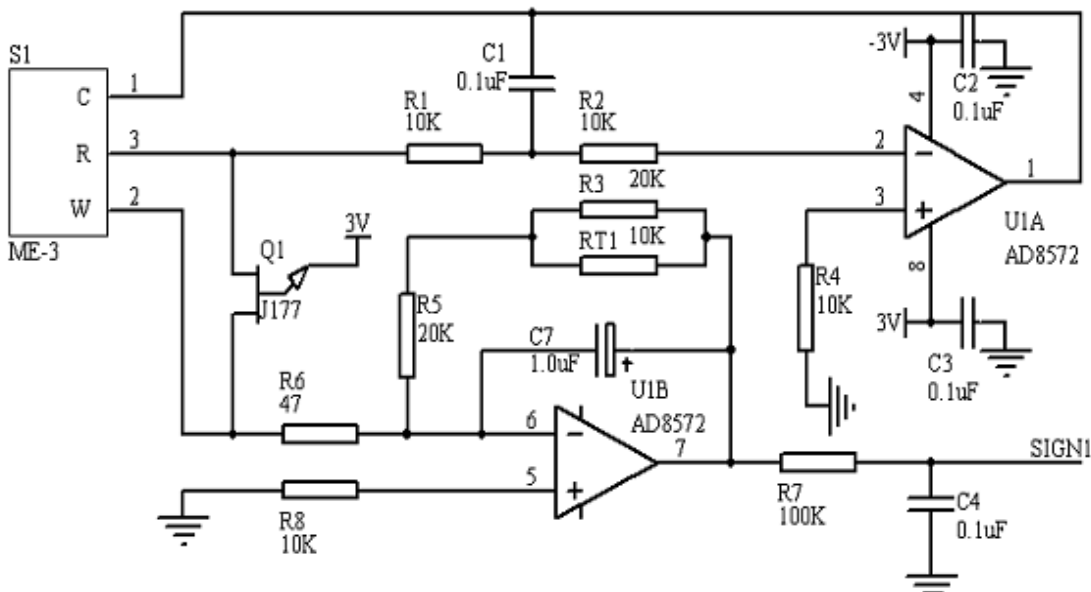 S1
C
R
W
ME-3
1
3
2
C1
0.1uF
R1
10K
R2
10K
R3
20K
RT1
10K
Q1
J177
3V
R5
20K
C7
1.0uF
+
R6
47
R8
10K
6
5
7
−
+
U1B
AD8572
R7
100K
SIGN1
C4
0.1uF
-3V
4
C2
0.1uF
2
3
1
−
+
U1A
AD8572
8
R4
10K
3V
C3
0.1uF